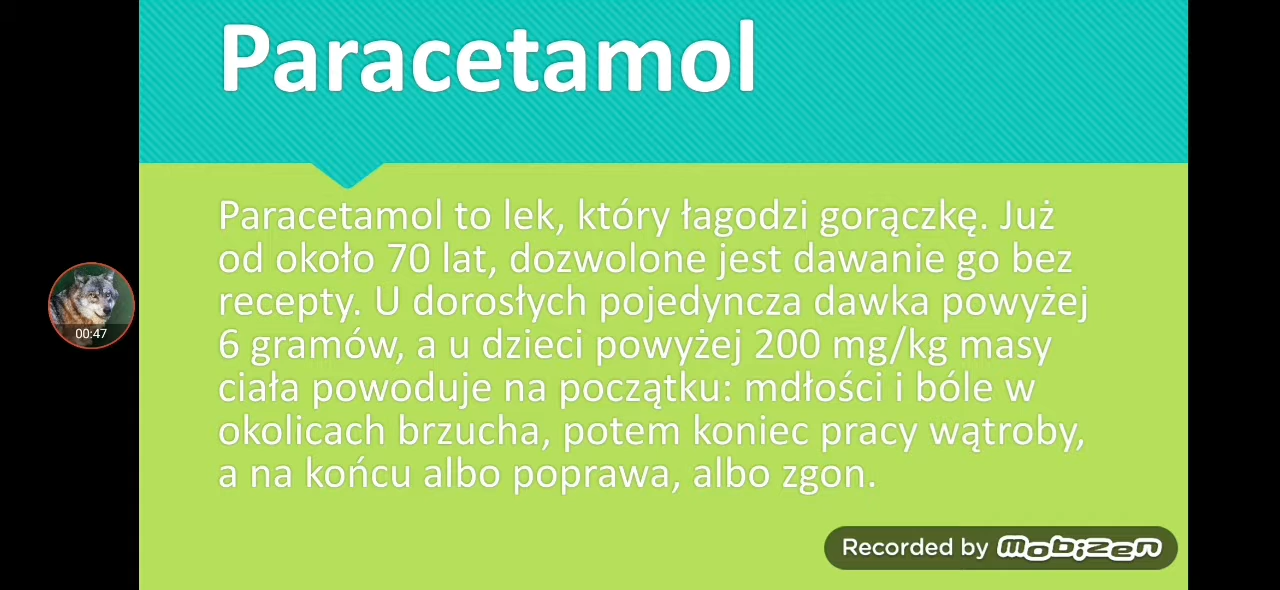 Paracetamol
Paracetamol to lek, który łagodzi gorączkę. Już
od około 70 lat, dozwolone jest dawanie go bez
recepty. U dorosłych pojedyncza dawka powyżej
6 gramów, a u dzieci powyżej 200 mg/kg masy
ciała powoduje na początku: mdłości i bóle w
okolicach brzucha, potem koniec pracy wątroby,
a na końcu albo poprawa, albo zgon.
00:47
Recorded by mobizen